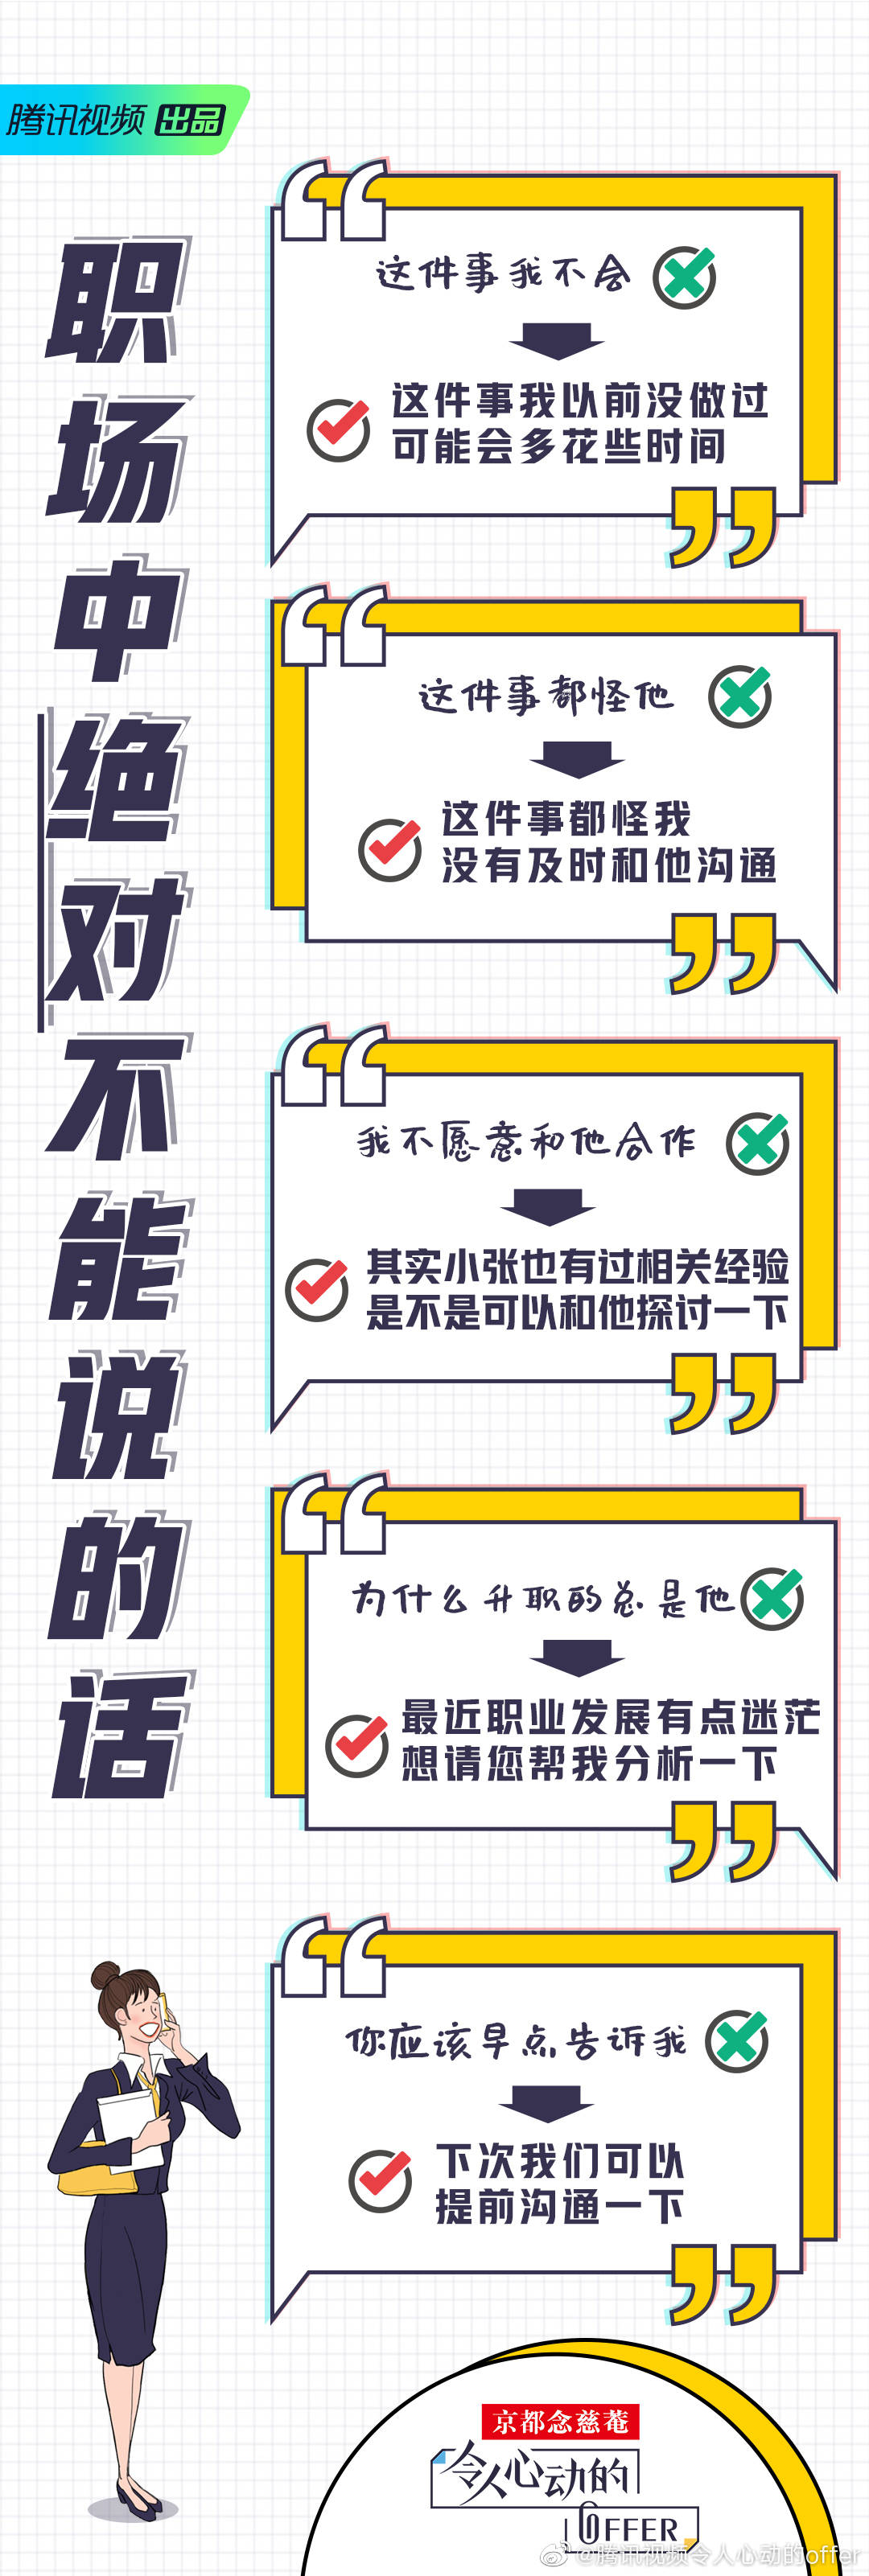 腾讯视频 出品
职场中绝对不能说的话
这件事我不会
这件事我以前没做过
可能会多花些时间
这件事都怪他
这件事都怪我
没有及时和他沟通
我不愿意和他合作
其实小张也有过相关经验
是不是可以和他探讨一下
为什么升职的总是他
最近职业发展有点迷茫
想请您帮我分析一下
你应该早点告诉我
下次我们可以
提前沟通一下
京都念慈菴
令人心动的
OFFER
@腾讯视频令人心动的offer